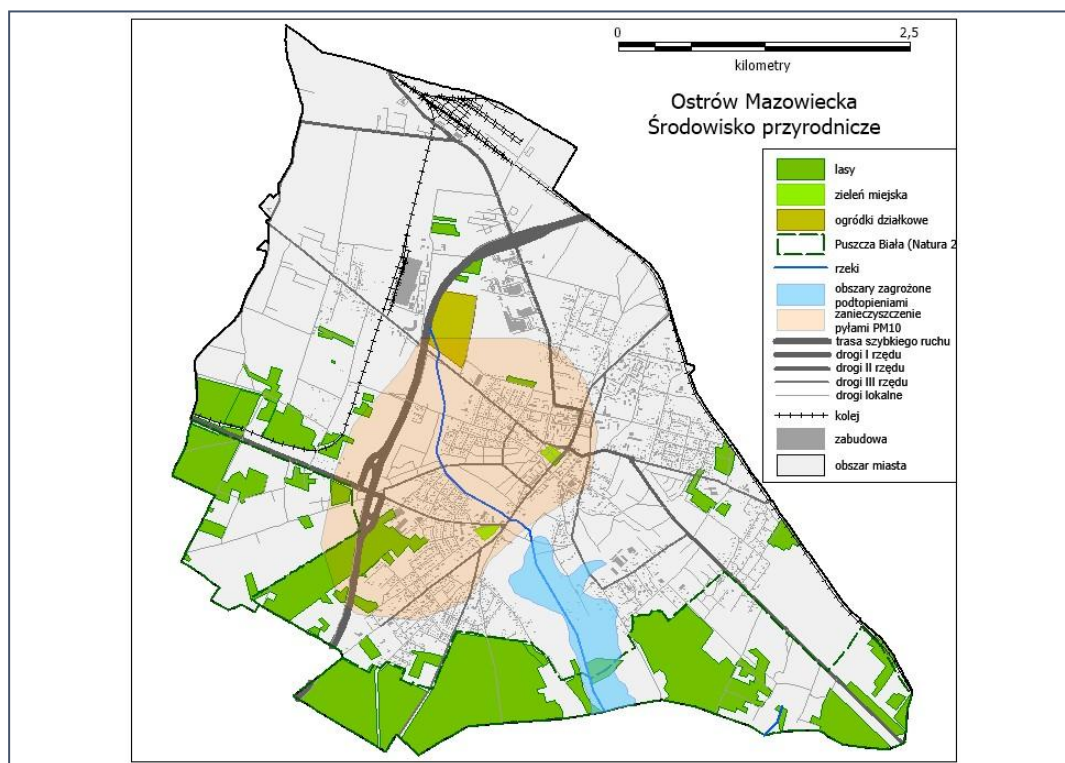 0 2,5
kilometry
Ostrów Mazowiecka
Środowisko przyrodnicze
lasy
zieleń miejska
ogródki działkowe
Puszcza Biała (Natura 2
rzeki
obszary zagrożone
podtopieniami
zanieczyszczenie
pyłami PM10
trasa szybkiego ruchu
drogi I rzędu
drogi II rzędu
drogi III rzędu
drogi lokalne
kolej
zabudowa
obszar miasta